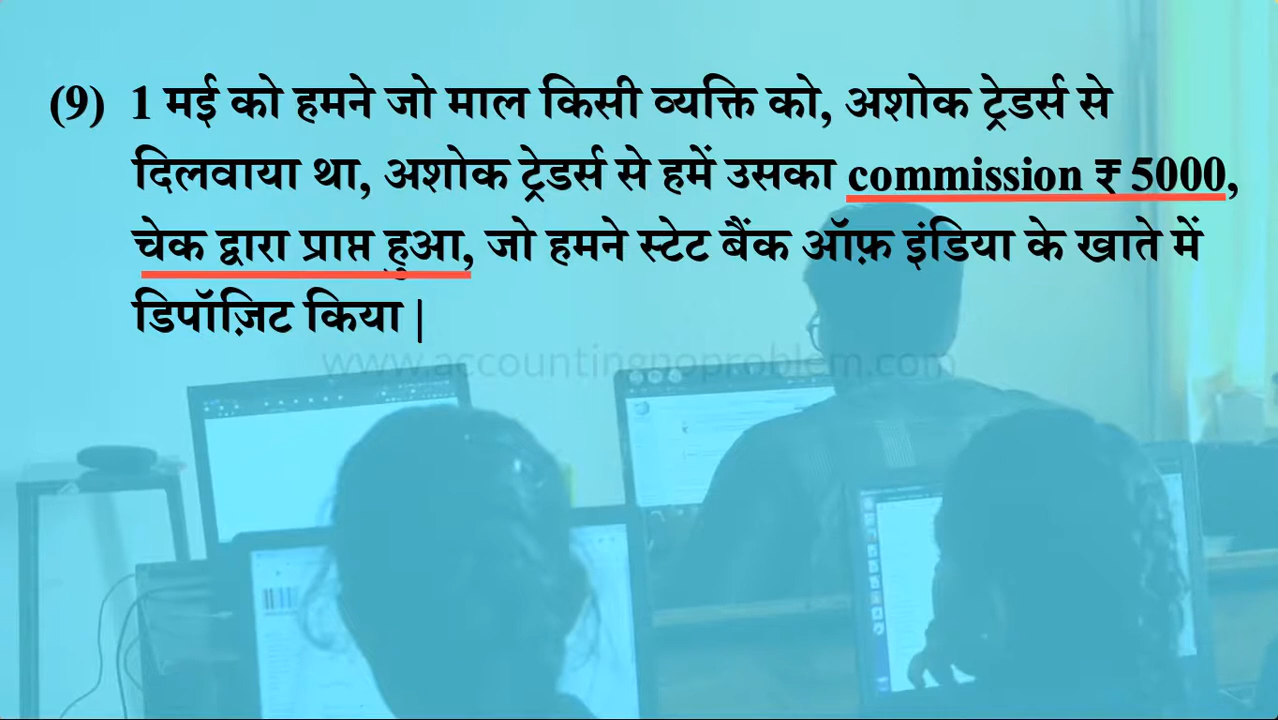 (9) 1 मई को हमने जो माल किसी व्यक्ति को, अशोक ट्रेडर्स से
दिलवाया था, अशोक ट्रेडर्स से हमें उसका commission ₹ 5000,
चेक द्वारा प्राप्त हुआ, जो हमने स्टेट बैंक ऑफ़ इंडिया के खाते में
डिपॉज़िट किया |
www.accountingnoproblem.com